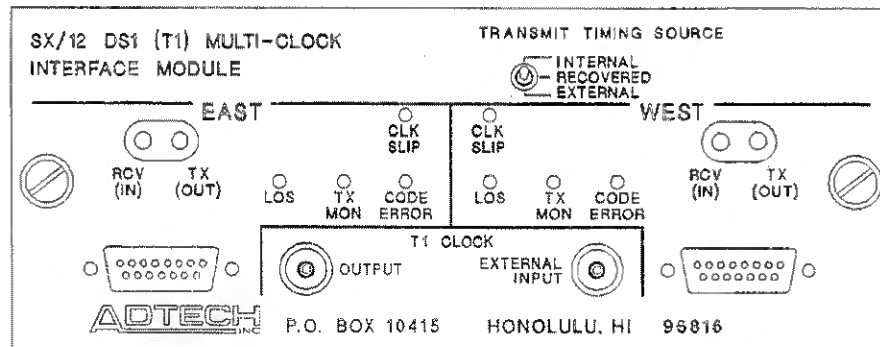 SX/12 DS1 (T1) MULTI-CLOCK
INTERFACE MODULE
TRANSMIT TIMING SOURCE
INTERNAL
RECOVERED
EXTERNAL
EAST
WEST
CLK
SLIP
CLK
SLIP
RCV
(IN)
TX
(OUT)
LOS
TX
MON
CODE
ERROR
LOS
TX
MON
CODE
ERROR
RCV
(IN)
TX
(OUT)
T1 CLOCK
OUTPUT
EXTERNAL
INPUT
ADTECH INC
P.O. BOX 10415 HONOLULU, HI 96816